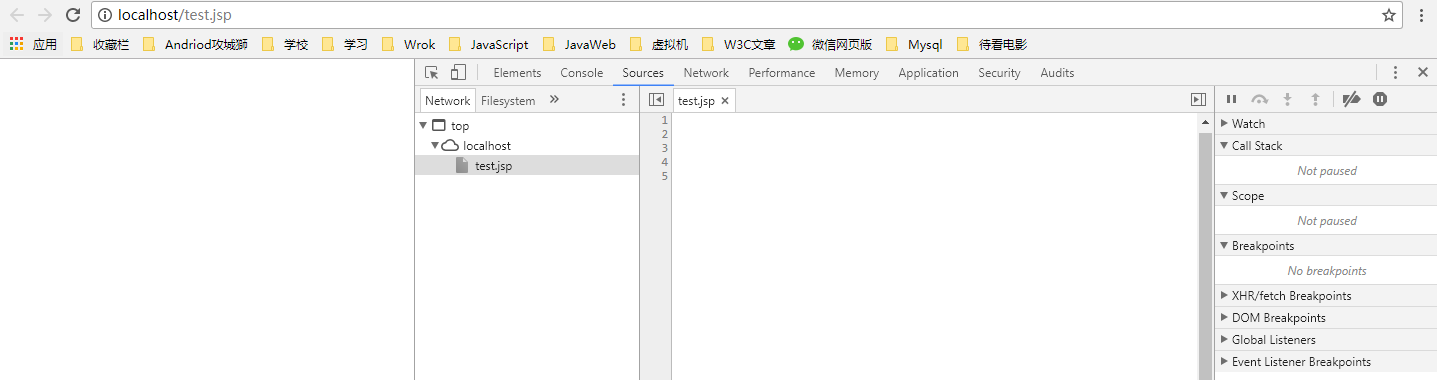 localhost/test.jsp
应用 收藏栏 Andriod攻城狮 学校 学习 Wrok JavaScript JavaWeb 虚拟机 W3C文章 微信网页版 Mysql 待看电影
Elements Console Sources Network Performance Memory Application Security Audits
Network Filesystem » test.jsp ×
top
localhost
test.jsp
1
2
3
4
5
Watch
Call Stack
Not paused
Scope
Not paused
Breakpoints
No breakpoints
XHR/fetch Breakpoints
DOM Breakpoints
Global Listeners
Event Listener Breakpoints